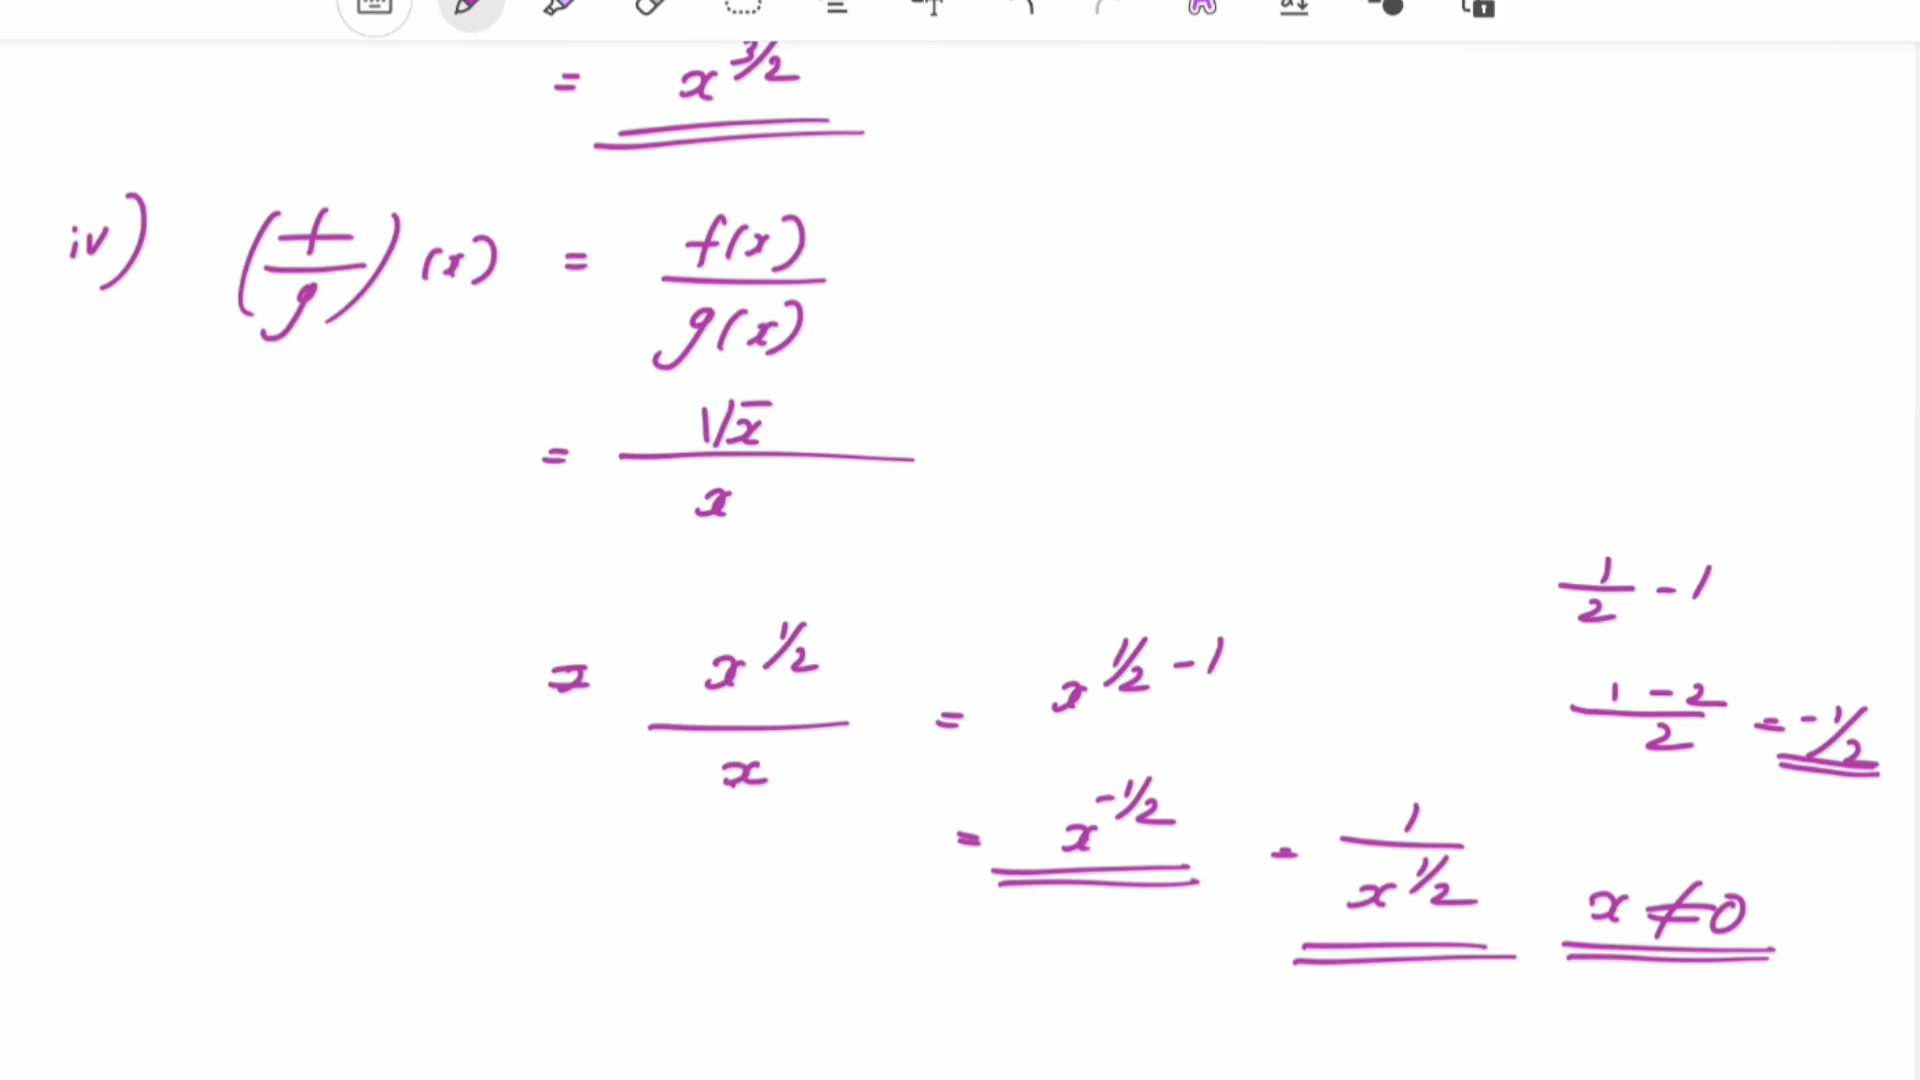 = x^{3/2}
iv) (f/g)(x) = f(x)/g(x)
= √x/x
= x^{1/2}/x = x^{1/2 - 1}
= x^{-1/2} = 1/x^{1/2} x ≠ 0
1/2 - 1
(1 - 2)/2 = -1/2